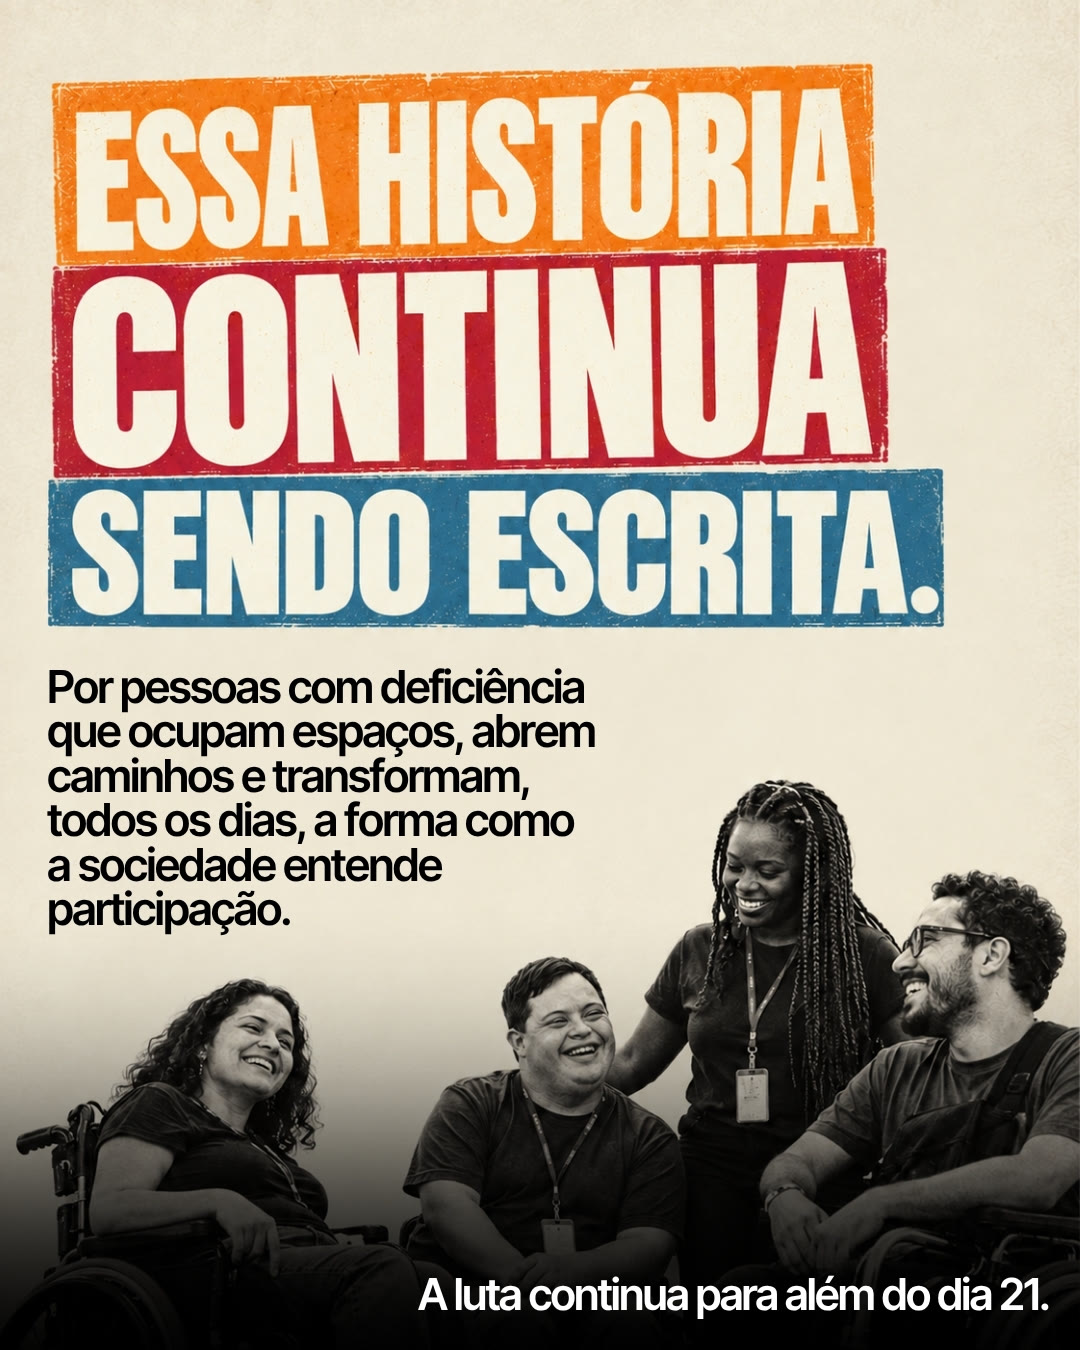 ESSA HISTÓRIA
CONTINUA
SENDO ESCRITA.
Por pessoas com deficiência
que ocupam espaços, abrem
caminhos e transformam,
todos os dias, a forma como
a sociedade entende
participação.
A luta continua para além do dia 21.